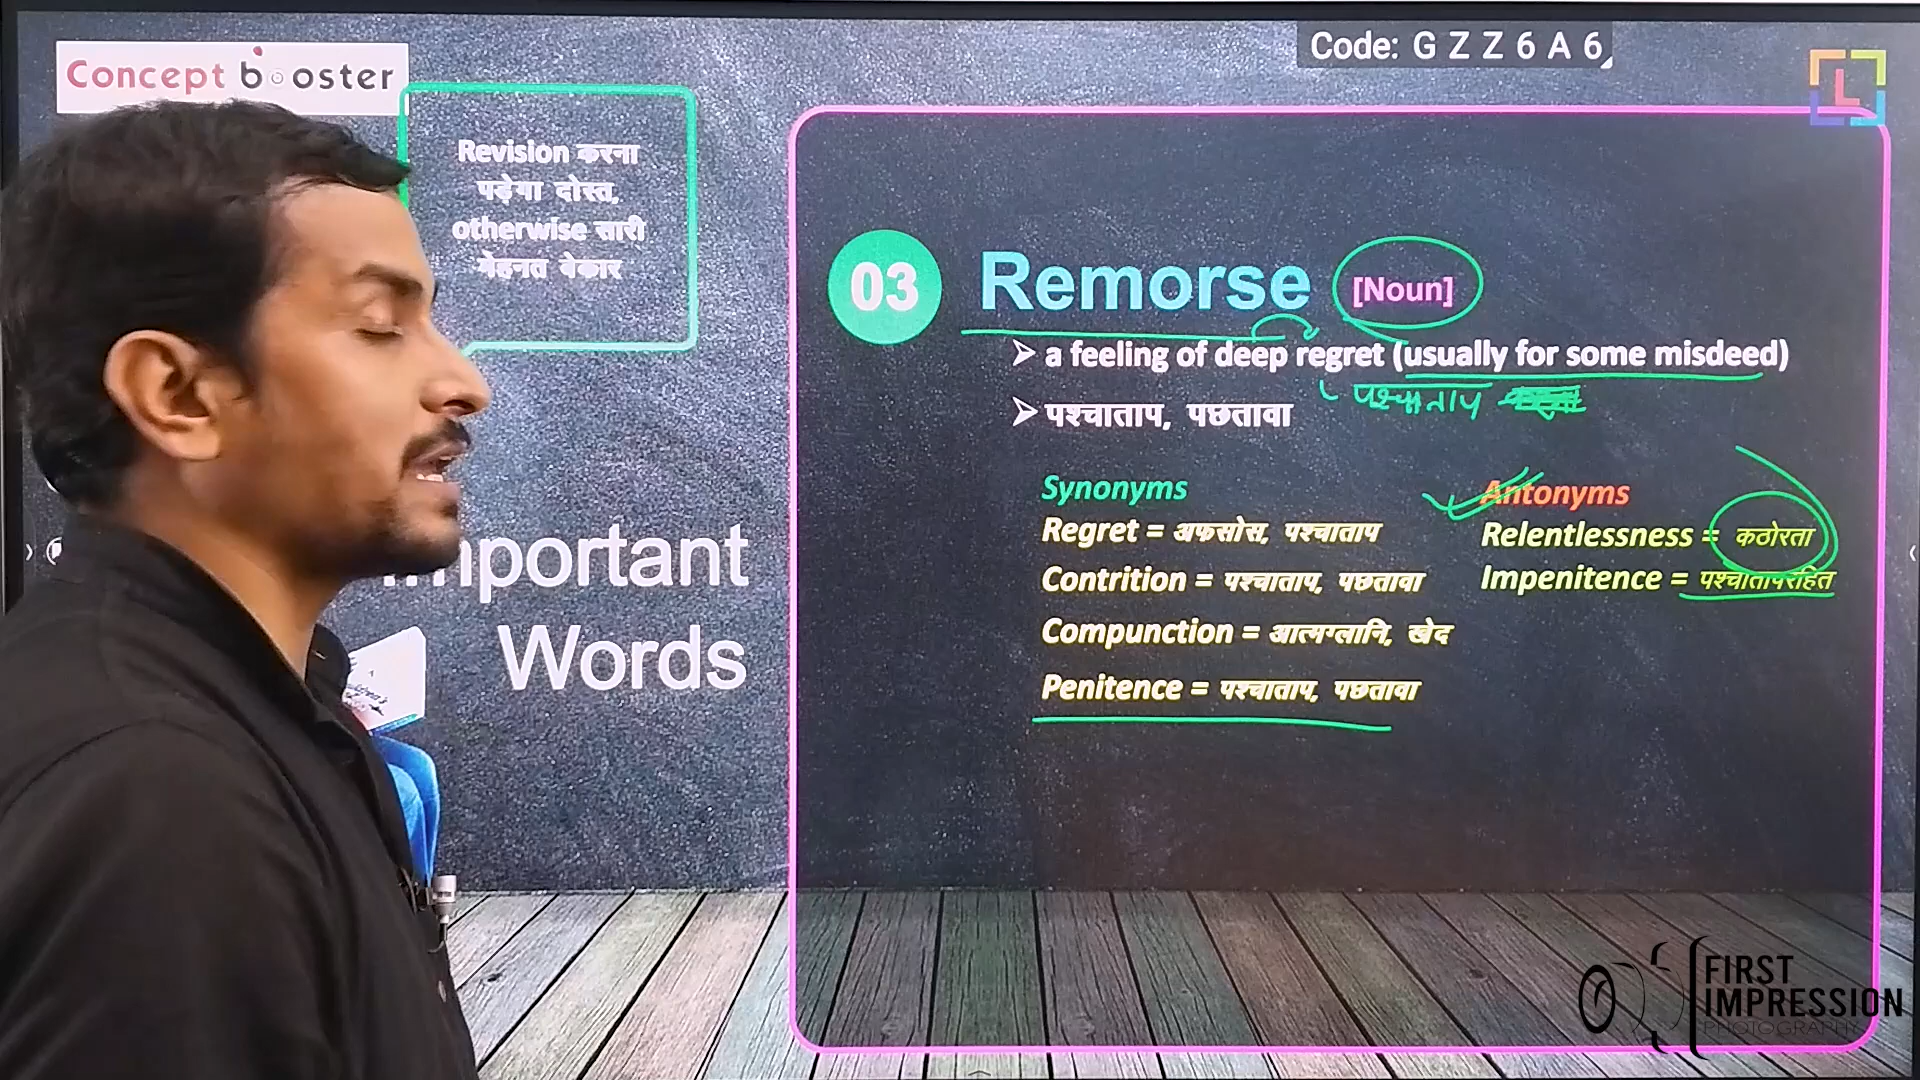 Concept booster
Code: G Z Z 6 A 6
L
Revision करना
पड़ेगा दोस्त,
otherwise सारी
मेहनत बेकार
Important
Words
03
Remorse [Noun]
➢ a feeling of deep regret (usually for some misdeed)
पश्चाताप
➢ पश्चाताप, पछतावा
Synonyms
Regret = अफसोस, पश्चाताप
Contrition = पश्चाताप, पछतावा
Compunction = आत्मग्लानि, खेद
Penitence = पश्चाताप, पछतावा
Antonyms
Relentlessness = कठोरता
Impenitence = पश्चातापरहित
FIRST
IMPRESSION
PHOTOGRAPHY